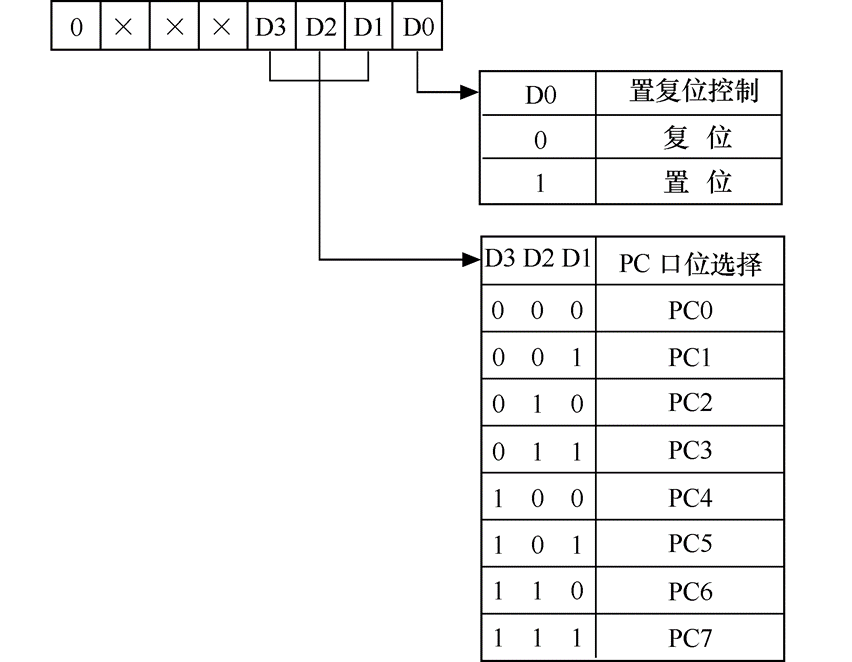 0 × × × D3 D2 D1 D0
D0 置复位控制
0 复 位
1 置 位
D3 D2 D1 PC 口位选择
0 0 0 PC0
0 0 1 PC1
0 1 0 PC2
0 1 1 PC3
1 0 0 PC4
1 0 1 PC5
1 1 0 PC6
1 1 1 PC7